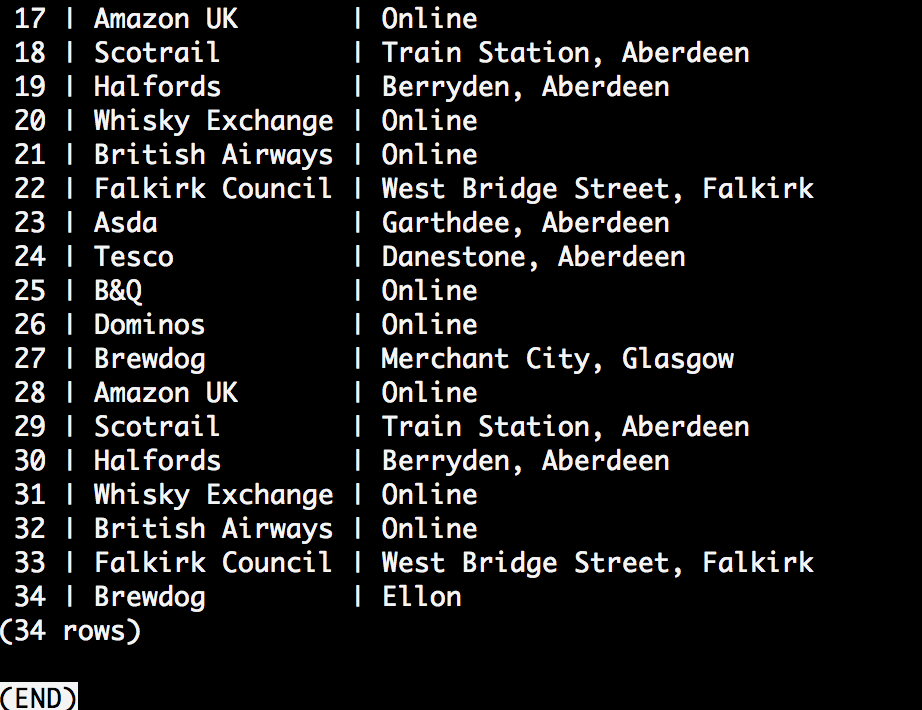 17 | Amazon UK | Online
18 | Scotrail | Train Station, Aberdeen
19 | Halfords | Berryden, Aberdeen
20 | Whisky Exchange | Online
21 | British Airways | Online
22 | Falkirk Council | West Bridge Street, Falkirk
23 | Asda | Garthdee, Aberdeen
24 | Tesco | Danestone, Aberdeen
25 | B&Q | Online
26 | Dominos | Online
27 | Brewdog | Merchant City, Glasgow
28 | Amazon UK | Online
29 | Scotrail | Train Station, Aberdeen
30 | Halfords | Berryden, Aberdeen
31 | Whisky Exchange | Online
32 | British Airways | Online
33 | Falkirk Council | West Bridge Street, Falkirk
34 | Brewdog | Ellon
(34 rows)
(END)